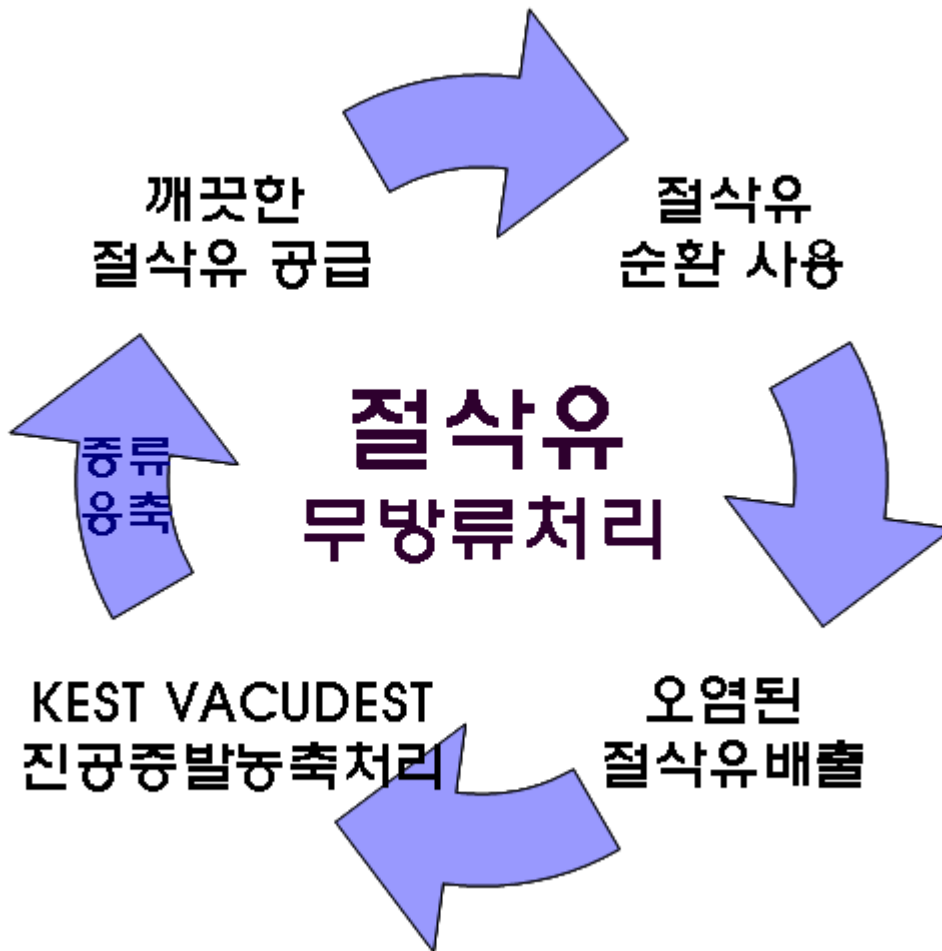 깨끗한
절삭유 공급
절삭유
순환 사용
증류
응축
절삭유
무방류처리
KEST VACUDEST
진공증발농축처리
오염된
절삭유배출